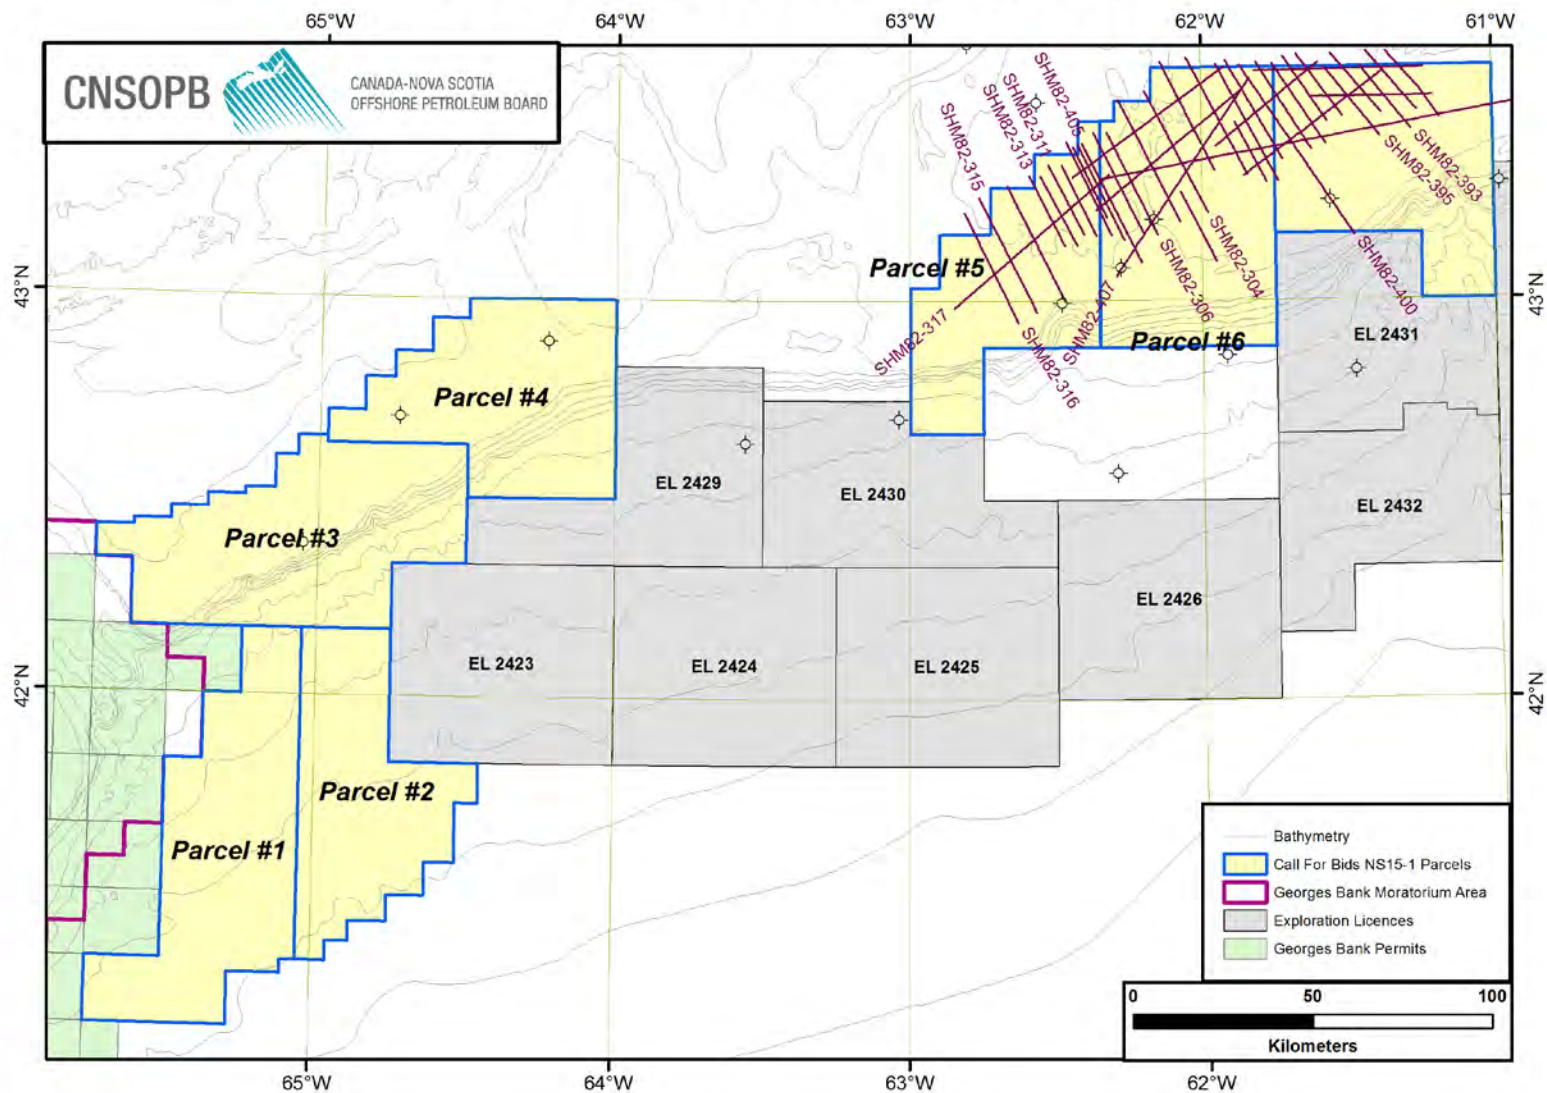 65°W
64°W
63°W
62°W
61°W
CNSOPB
CANADA-NOVA SCOTIA
OFFSHORE PETROLEUM BOARD
SHM82-315
SHM82-313
SHM82-311
SHM82-405
SHM82-393
SHM82-395
SHM82-400
SHM82-304
SHM82-306
SHM82-407
SHM82-316
SHM82-317
43°N
43°N
Parcel #5
Parcel #6
EL 2431
Parcel #4
EL 2429
EL 2430
EL 2432
Parcel #3
EL 2426
EL 2423
EL 2424
EL 2425
42°N
42°N
Parcel #2
Parcel #1
Bathymetry
Call For Bids NS15-1 Parcels
Georges Bank Moratorium Area
Exploration Licences
Georges Bank Permits
0
50
100
Kilometers
65°W
64°W
63°W
62°W